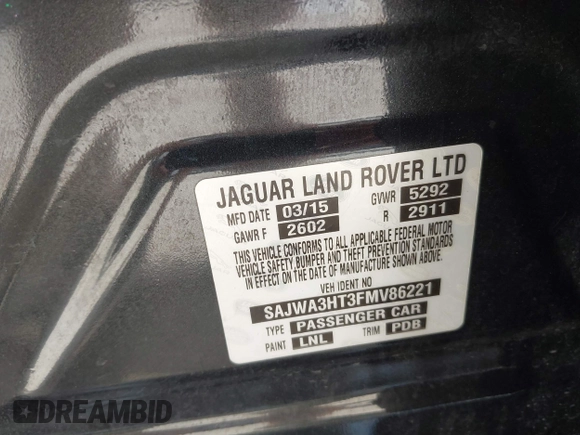 JAGUAR LAND ROVER LTD
MFD DATE 03/15 GVWR 5292
GAWR F 2602 R 2911
THIS VEHICLE CONFORMS TO ALL APPLICABLE FEDERAL MOTOR
VEHICLE SAFETY BUMPER AND THEFT PREVENTION STANDARDS
IN EFFECT ON THE DATE OF MANUFACTURE SHOWN ABOVE.
VEH IDENT NO
SAJWA3HT3FMV86221
TYPE PASSENGER CAR
PAINT LNL TRIM PDB
DREAMBID